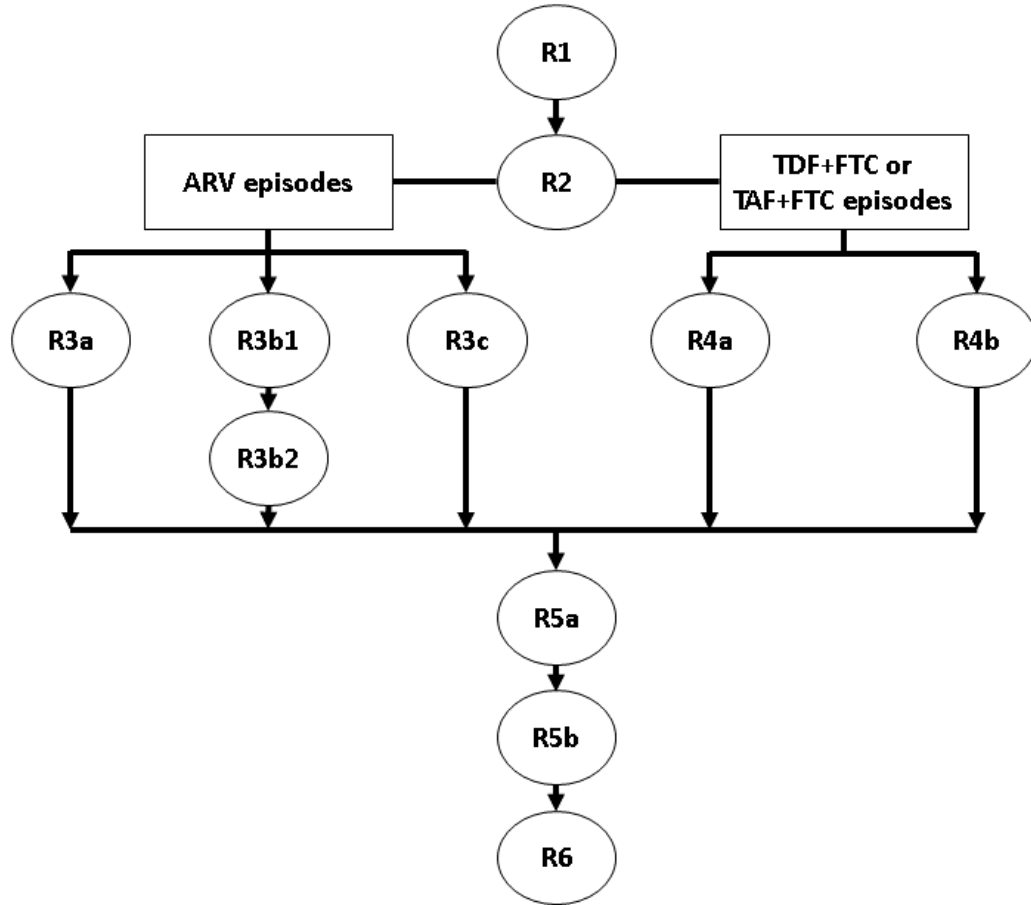 R1
ARV episodes
R2
TDF+FTC or
TAF+FTC episodes
R3a
R3b1
R3c
R4a
R4b
R3b2
R5a
R5b
R6